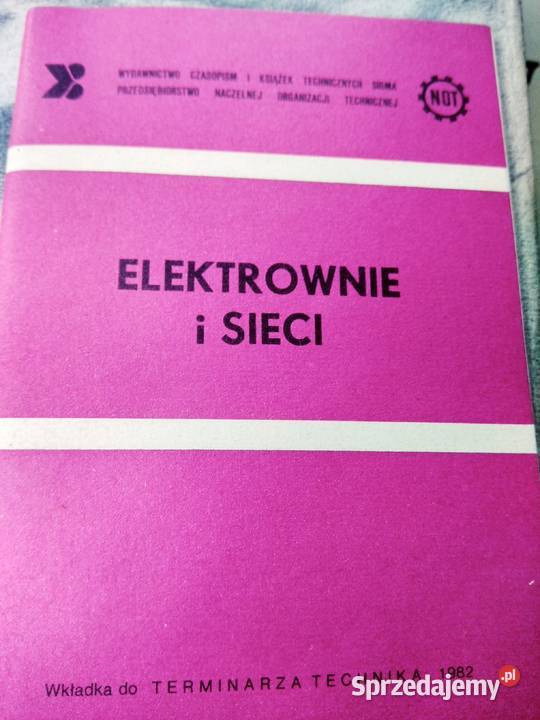 WYDAWNICTWO CZASOPISM I KSIĄŻEK TECHNICZNYCH SIGMA
PRZEDSIĘBIORSTWO NACZELNEJ ORGANIZACJI TECHNICZNEJ
NOT
ELEKTROWNIE
i SIECI
Wkładka do TERMINARZA TECHNIKA 1982
Sprzedajemy.pl